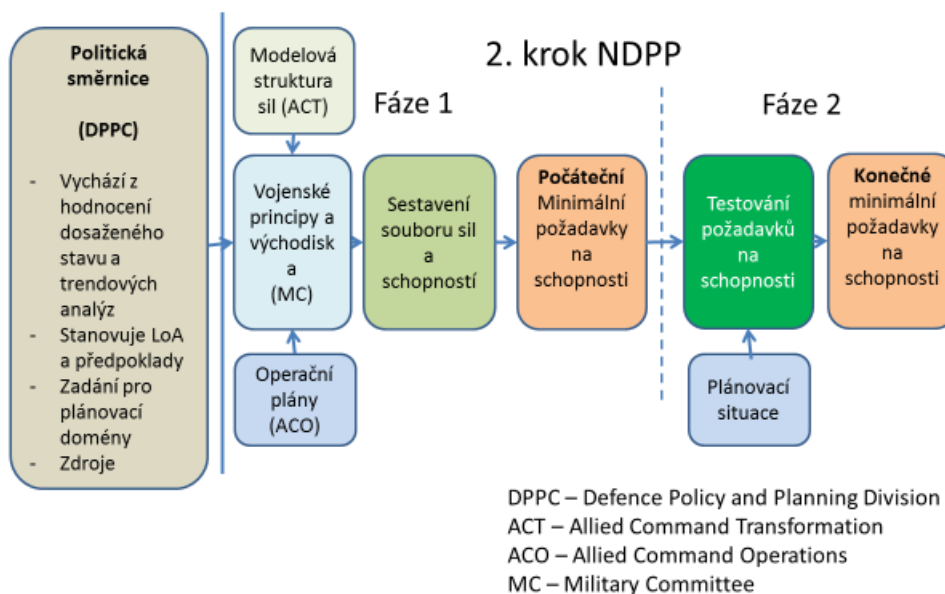 Politická
směrnice
(DPPC)
- Vychází z
hodnocení
dosaženého
stavu a
trendových
analýz
- Stanovuje LoA
a předpoklady
- Zadání pro
plánovací
domény
- Zdroje
Modelová
struktura
sil (ACT)
2. krok NDPP
Fáze 1
Fáze 2
Vojenské
principy a
východisk
a
(MC)
Sestavení
souboru sil
a
schopností
Počáteční
Minimální
požadavky
na
schopnosti
Testování
požadavků
na
schopnosti
Konečné
minimální
požadavky
na
schopnosti
Operační
plány
(ACO)
Plánovací
situace
DPPC – Defence Policy and Planning Division
ACT – Allied Command Transformation
ACO – Allied Command Operations
MC – Military Committee